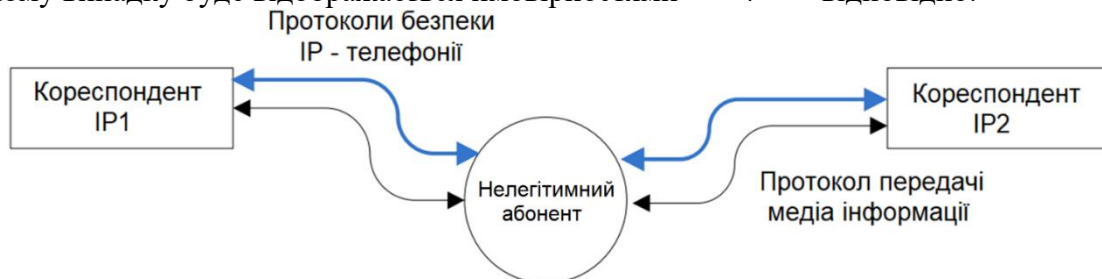 Протоколи безпеки
IP - телефонії
Кореспондент
IP1
Кореспондент
IP2
Нелегітимний
абонент
Протокол передачі
медіа інформації